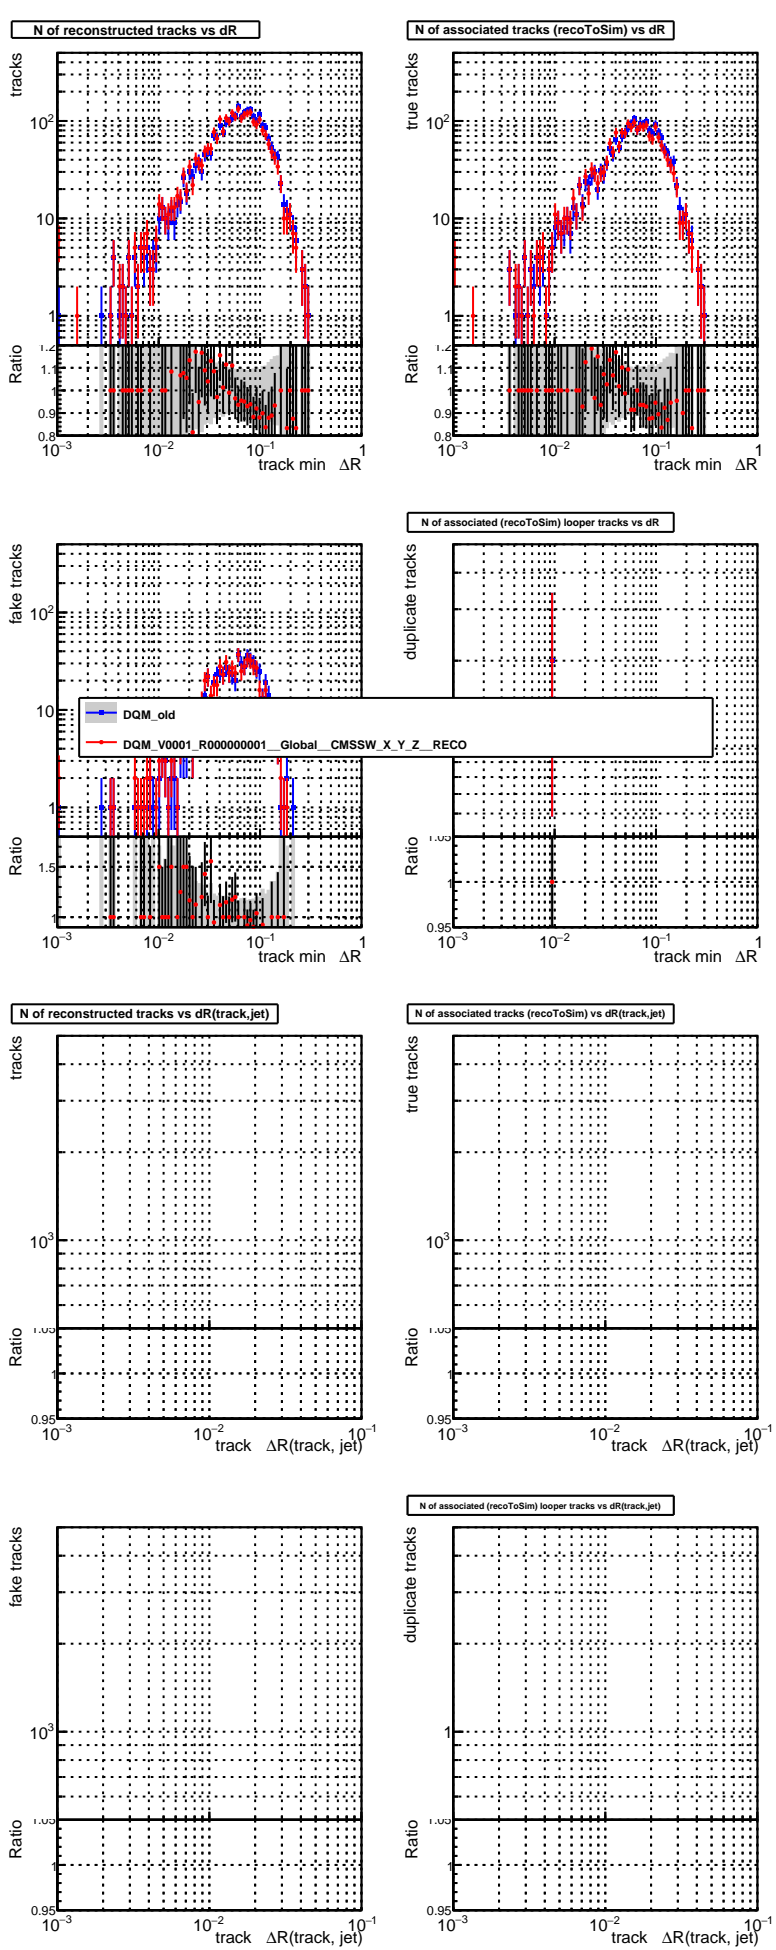 N of reconstructed tracks vs dR
tracks
10²
10
1
Ratio
1.2
1.1
1
0.9
0.8
10⁻³
10⁻²
10⁻¹
1
track min ΔR
N of associated tracks (recoToSim) vs dR
true tracks
10²
10
1
Ratio
1.2
1.1
1
0.9
0.8
10⁻³
10⁻²
10⁻¹
1
track min ΔR
fake tracks
10²
10
1
Ratio
1.5
1
10⁻³
10⁻²
10⁻¹
1
track min ΔR
N of associated (recoToSim) looper tracks vs dR
duplicate tracks
Ratio
1.05
1
0.95
10⁻³
10⁻²
10⁻¹
1
track min ΔR
DQM_old
DQM_V0001_R000000001__Global__CMSSW_X_Y_Z__RECO
N of reconstructed tracks vs dR(track,jet)
tracks
10³
Ratio
1.05
1
0.95
10⁻³
10⁻²
10⁻¹
track ΔR(track, jet)
N of associated tracks (recoToSim) vs dR(track,jet)
true tracks
10³
Ratio
1.05
1
0.95
10⁻³
10⁻²
10⁻¹
track ΔR(track, jet)
fake tracks
10³
Ratio
1.05
1
0.95
10⁻³
10⁻²
10⁻¹
track ΔR(track, jet)
N of associated (recoToSim) looper tracks vs dR(track,jet)
duplicate tracks
1
Ratio
1.05
1
0.95
10⁻³
10⁻²
10⁻¹
track ΔR(track, jet)